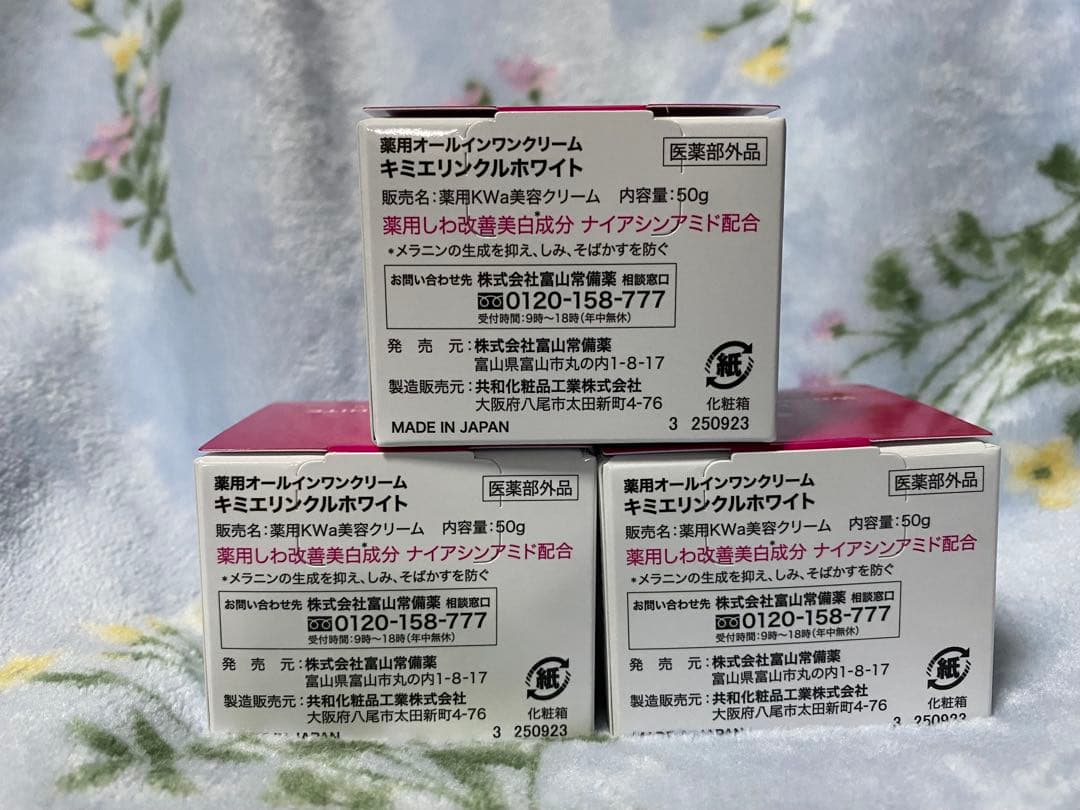 薬用オールインワンクリーム
キミエリンクルホワイト
医薬部外品
販売名:薬用KWa美容クリーム 内容量:50g
薬用しわ改善美白*成分 ナイアシンアミド配合
*メラニンの生成を抑え、しみ、そばかすを防ぐ
お問い合わせ先 株式会社富山常備薬 相談窓口
0120-158-777
受付時間:9時〜18時(年中無休)
発売元:株式会社富山常備薬
富山県富山市丸の内1-8-17
製造販売元:共和化粧品工業株式会社
大阪府八尾市太田新町4-76
紙
化粧箱
MADE IN JAPAN
3 250923
薬用オールインワンクリーム
キミエリンクルホワイト
医薬部外品
販売名:薬用KWa美容クリーム 内容量:50g
薬用しわ改善美白*成分 ナイアシンアミド配合
*メラニンの生成を抑え、しみ、そばかすを防ぐ
お問い合わせ先 株式会社富山常備薬 相談窓口
0120-158-777
受付時間:9時〜18時(年中無休)
発売元:株式会社富山常備薬
富山県富山市丸の内1-8-17
製造販売元:共和化粧品工業株式会社
大阪府八尾市太田新町4-76
紙
化粧箱
MADE IN JAPAN
3 250923
薬用オールインワンクリーム
キミエリンクルホワイト
医薬部外品
販売名:薬用KWa美容クリーム 内容量:50g
薬用しわ改善美白*成分 ナイアシンアミド配合
*メラニンの生成を抑え、しみ、そばかすを防ぐ
お問い合わせ先 株式会社富山常備薬 相談窓口
0120-158-777
受付時間:9時〜18時(年中無休)
発売元:株式会社富山常備薬
富山県富山市丸の内1-8-17
製造販売元:共和化粧品工業株式会社
大阪府八尾市太田新町4-76
紙
化粧箱
3 250923